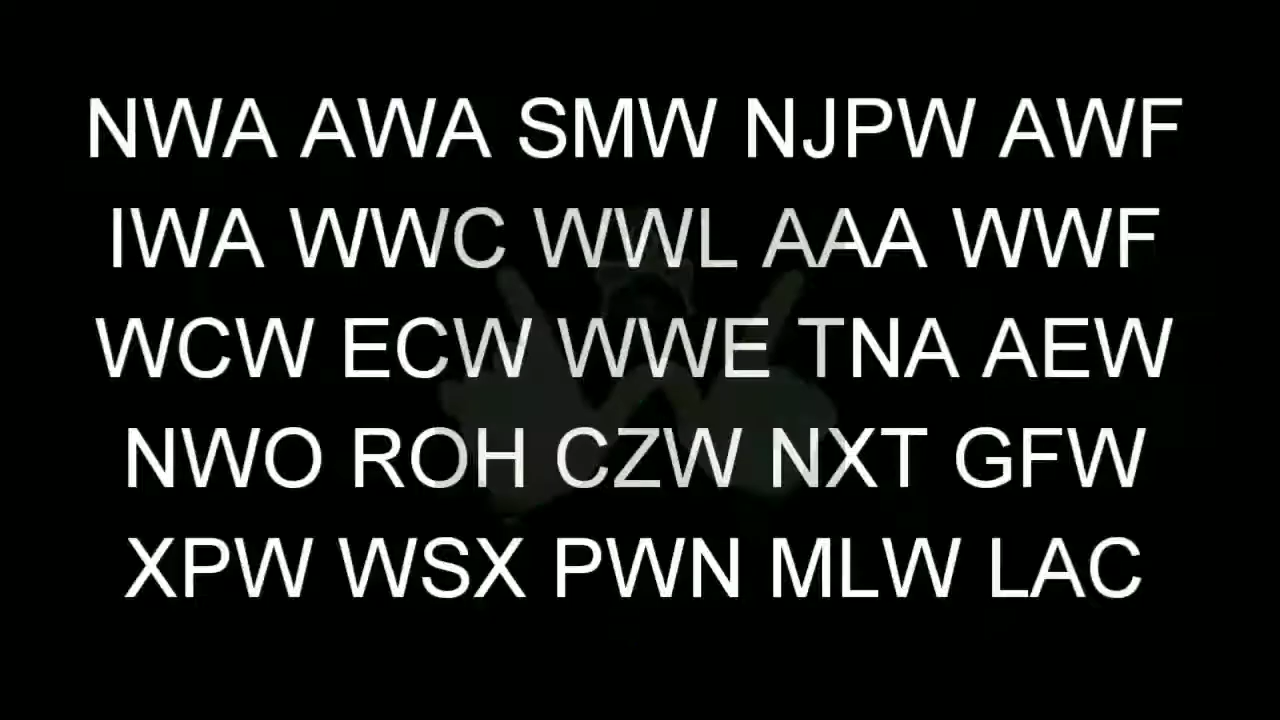 NWA AWA SMW NJPW AWF
IWA WWC WWL AAA WWF
WCW ECW WWE TNA AEW
NWO ROH CZW NXT GFW
XPW WSX PWN MLW LAC